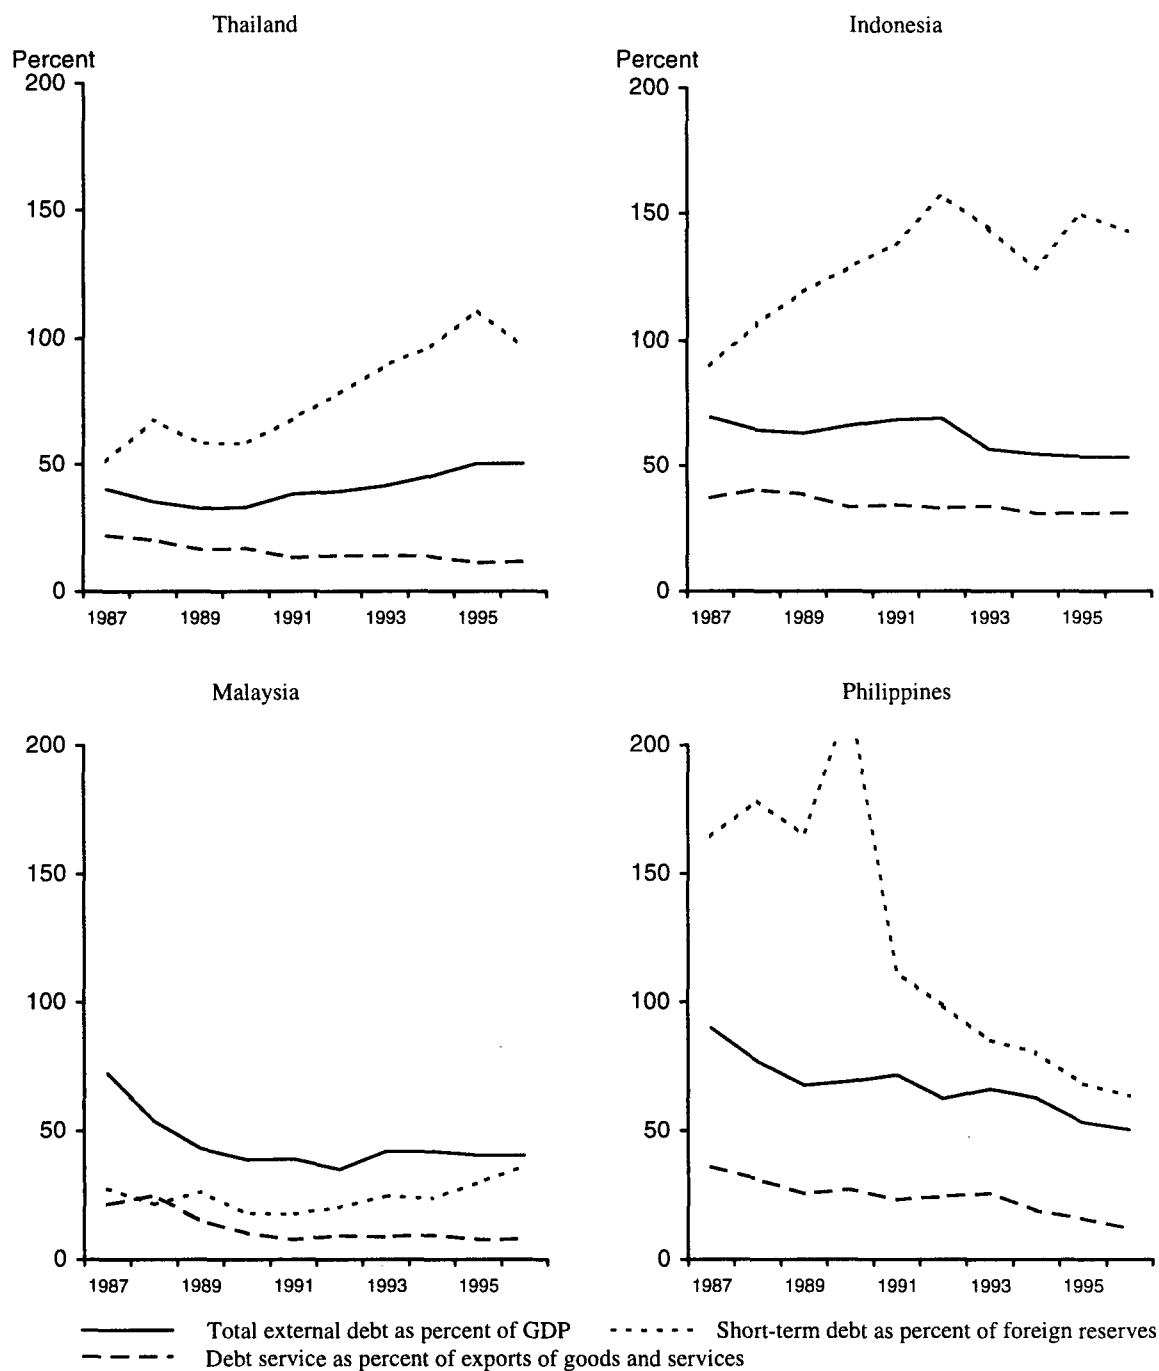 Thailand
Percent
200
150
100
50
0
1987 1989 1991 1993 1995
Indonesia
Percent
200
150
100
50
0
1987 1989 1991 1993 1995
Malaysia
200
150
100
50
0
1987 1989 1991 1993 1995
Philippines
200
150
100
50
0
1987 1989 1991 1993 1995
Total external debt as percent of GDP
Short-term debt as percent of foreign reserves
Debt service as percent of exports of goods and services